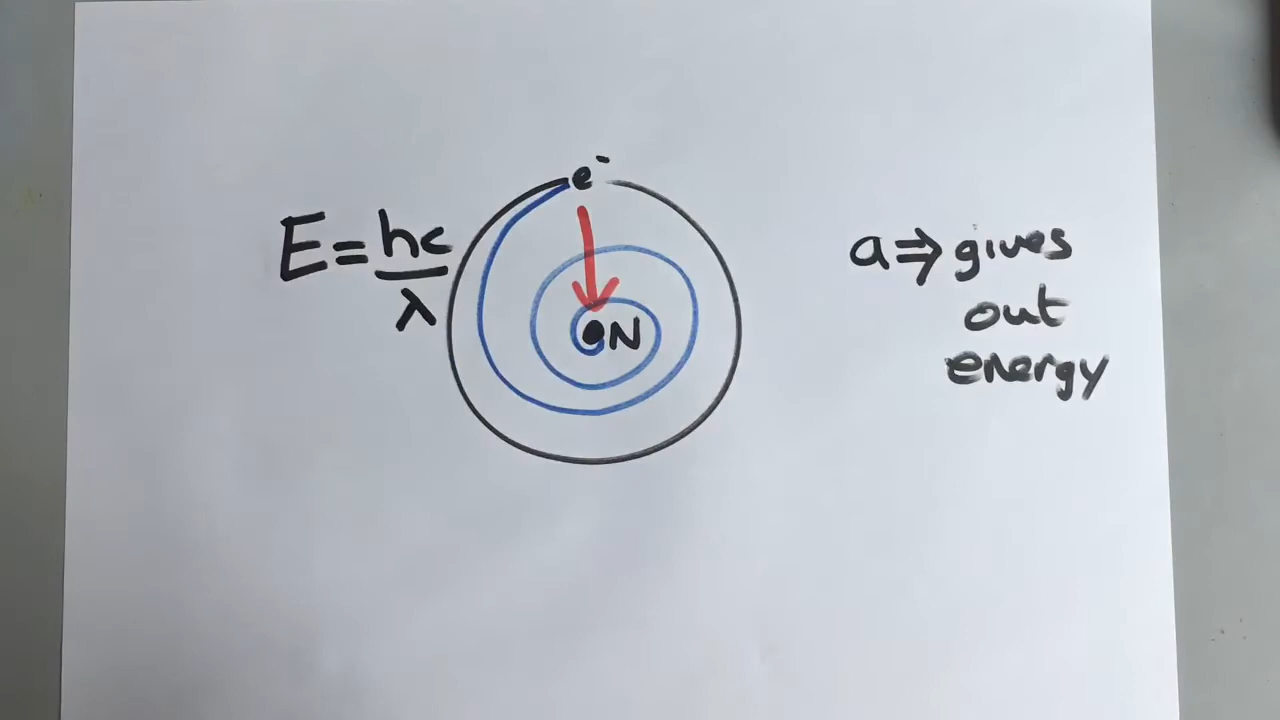 e⁻
E = hc/λ
N
a ⇒ gives
out
energy